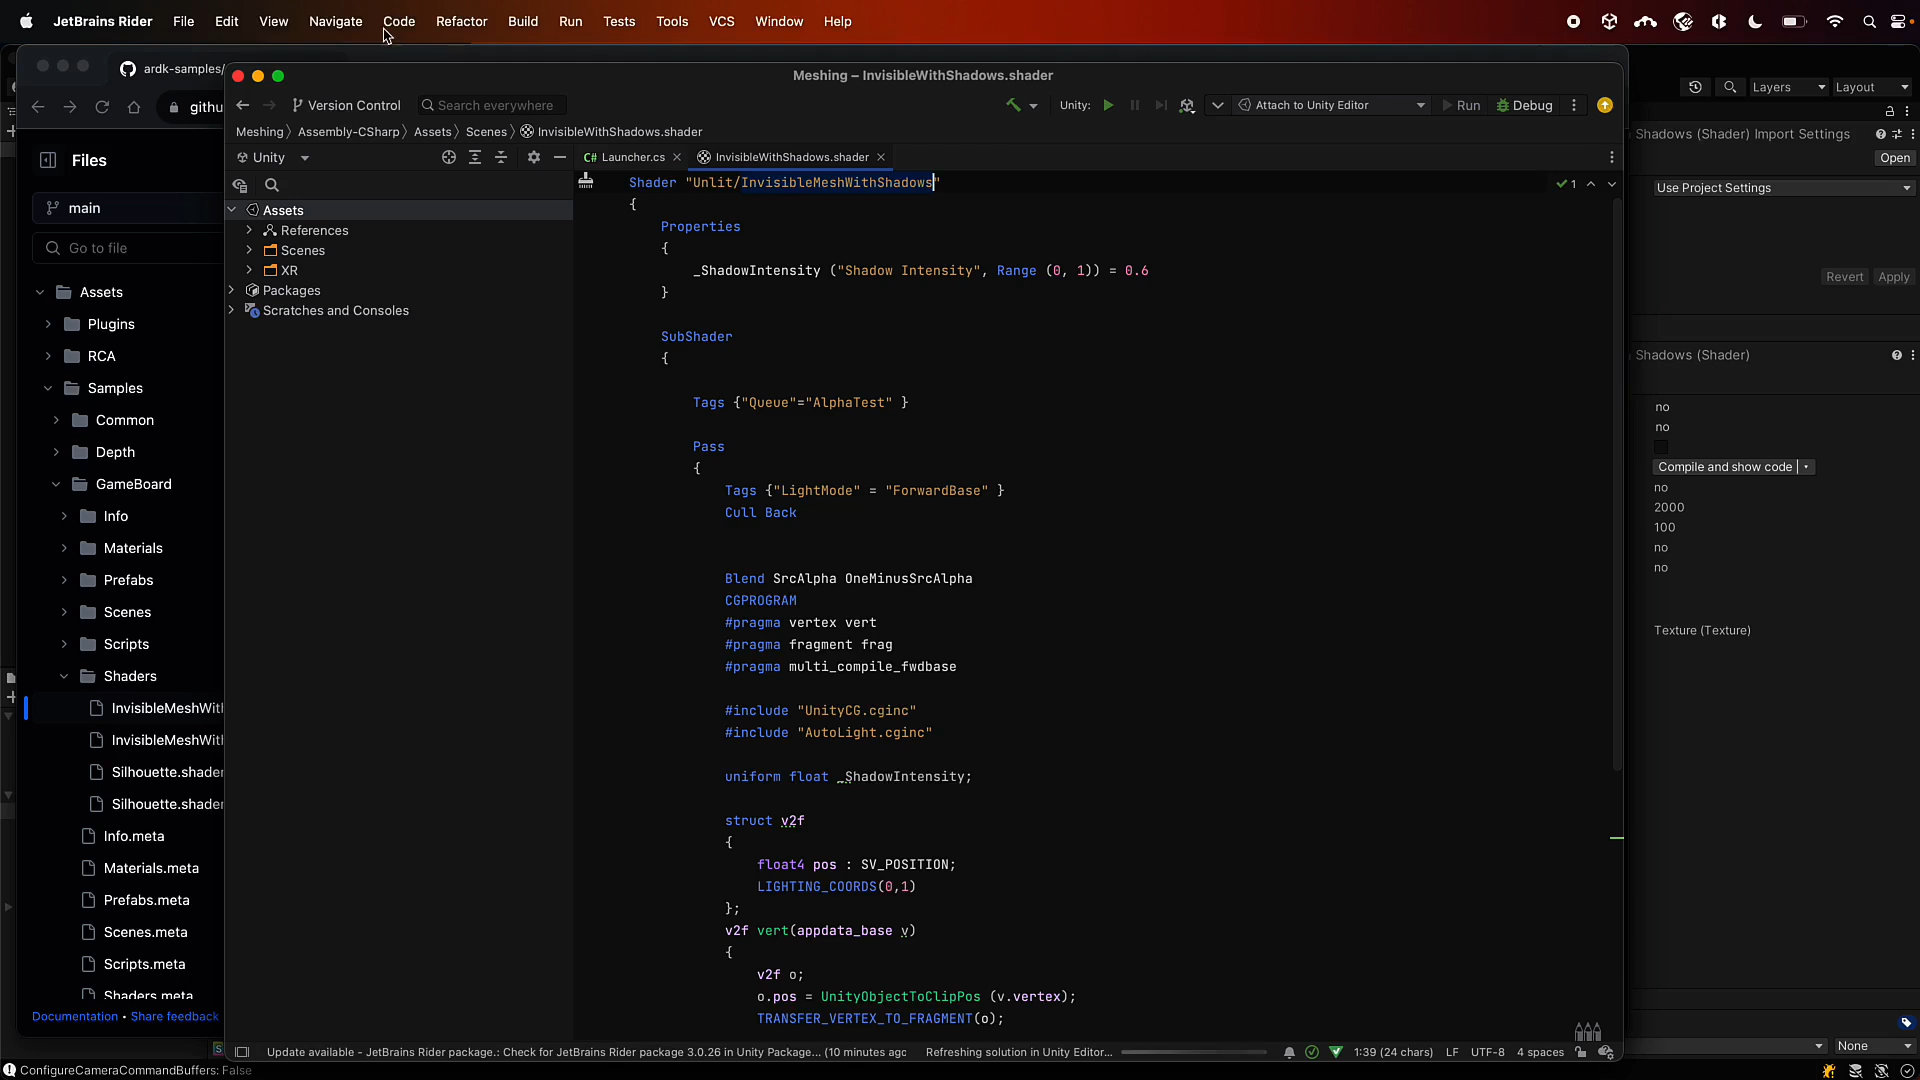 JetBrains Rider File Edit View Navigate Code Refactor Build Run Tests Tools VCS Window Help
ardk-samples/
Meshing – InvisibleWithShadows.shader
githu
Layers
Layout
Version Control
Search everywhere
Unity:
Attach to Unity Editor
Run
Debug
Shadows (Shader) Import Settings
Open
Use Project Settings
Revert
Apply
Shadows (Shader)
no
no
Compile and show code
no
2000
100
no
no
Texture (Texture)
None
Files
main
Go to file
Assets
Plugins
RCA
Samples
Common
Depth
GameBoard
Info
Materials
Prefabs
Scenes
Scripts
Shaders
InvisibleMeshWith
InvisibleMeshWith
Silhouette.shader
Silhouette.shader
Info.meta
Materials.meta
Prefabs.meta
Scenes.meta
Scripts.meta
Shaders.meta
Documentation • Share feedback
Meshing Assembly-CSharp Assets Scenes InvisibleWithShadows.shader
Unity
Assets
References
Scenes
XR
Packages
Scratches and Consoles
C# Launcher.cs
InvisibleWithShadows.shader
1
Shader "Unlit/InvisibleMeshWithShadows"
{
Properties
{
_ShadowIntensity ("Shadow Intensity", Range (0, 1)) = 0.6
}
SubShader
{
Tags {"Queue"="AlphaTest" }
Pass
{
Tags {"LightMode" = "ForwardBase" }
Cull Back
Blend SrcAlpha OneMinusSrcAlpha
CGPROGRAM
#pragma vertex vert
#pragma fragment frag
#pragma multi_compile_fwdbase
#include "UnityCG.cginc"
#include "AutoLight.cginc"
uniform float _ShadowIntensity;
struct v2f
{
float4 pos : SV_POSITION;
LIGHTING_COORDS(0,1)
};
v2f vert(appdata_base v)
{
v2f o;
o.pos = UnityObjectToClipPos (v.vertex);
TRANSFER_VERTEX_TO_FRAGMENT(o);
Update available - JetBrains Rider package.: Check for JetBrains Rider package 3.0.26 in Unity Package... (10 minutes ago
Refreshing solution in Unity Editor...
1:39 (24 chars) LF UTF-8 4 spaces
ConfigureCameraCommandBuffers: False